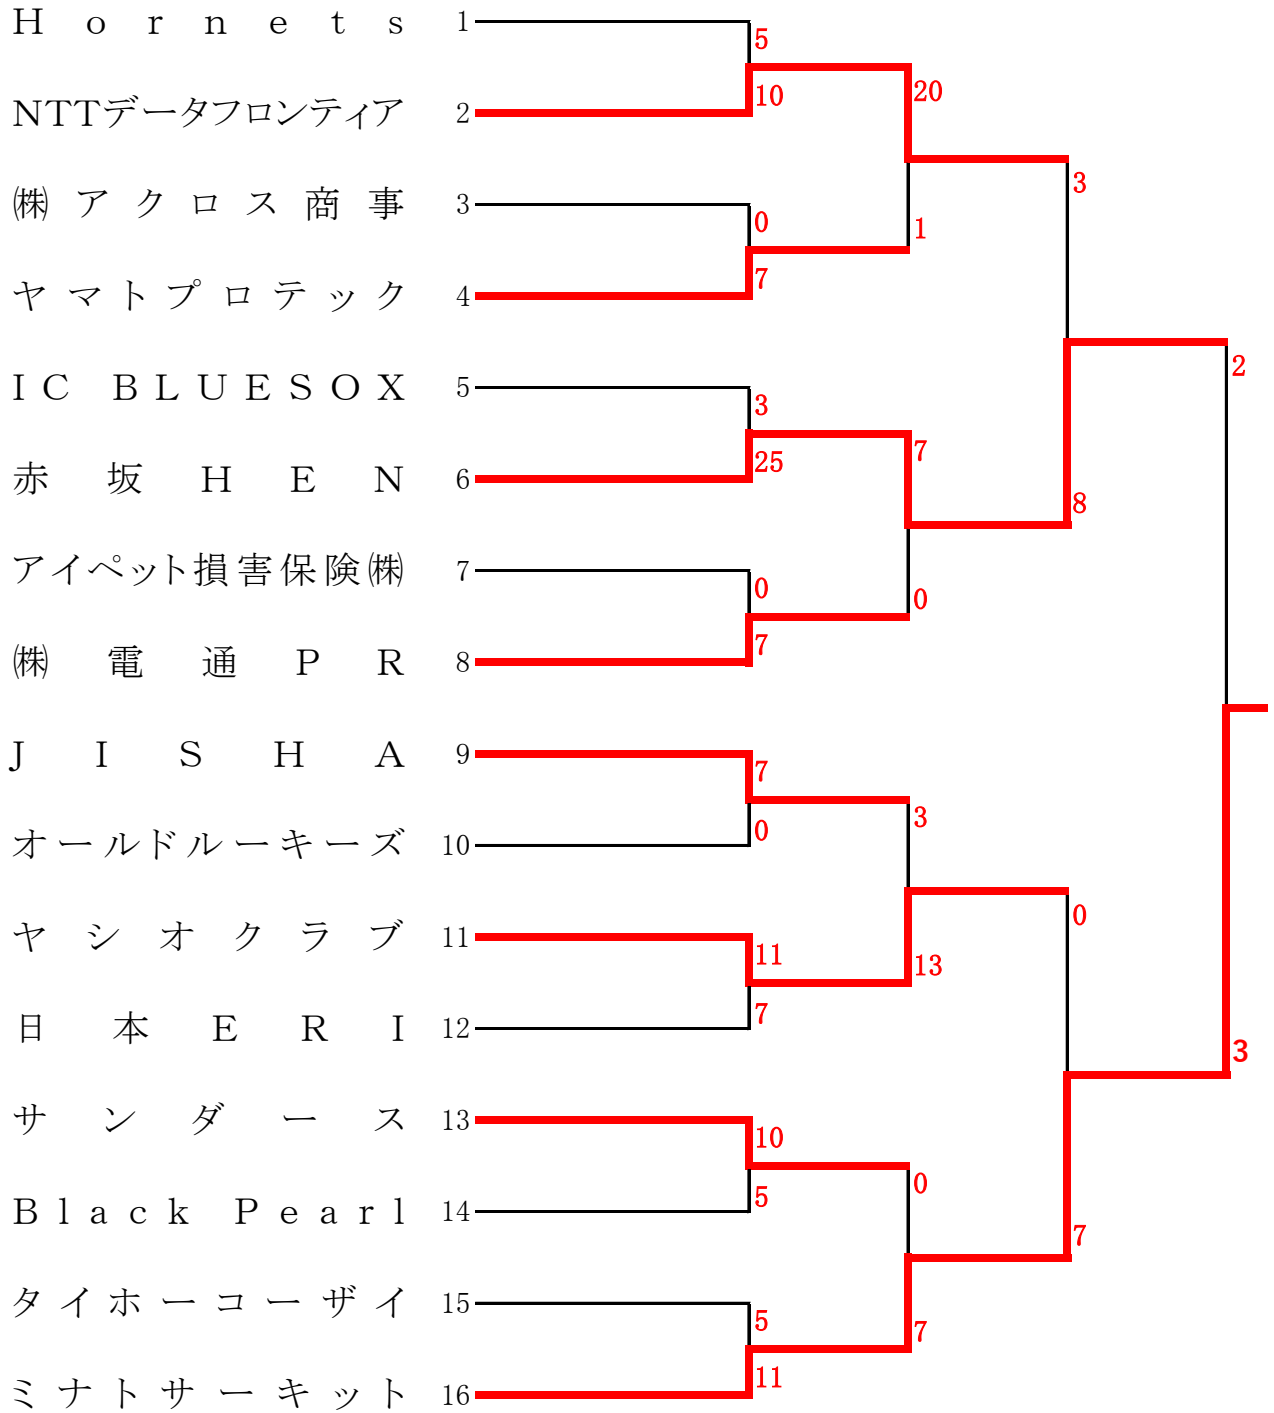 Hornets 1
5
20
10
NTTデータフロンティア 2
3
㈱アクロス商事 3
0
1
7
ヤマトプロテック 4
2
IC BLUESOX 5
3
7
25
赤坂HEN 6
8
アイペット損害保険㈱ 7
0
0
7
㈱電通PR 8
JISHA 9
7
3
0
オールドルーキーズ 10
0
ヤシオクラブ 11
11
13
7
日本ERI 12
3
サンダース 13
10
0
5
Black Pearl 14
7
タイホーコーザイ 15
5
7
11
ミナトサーキット 16